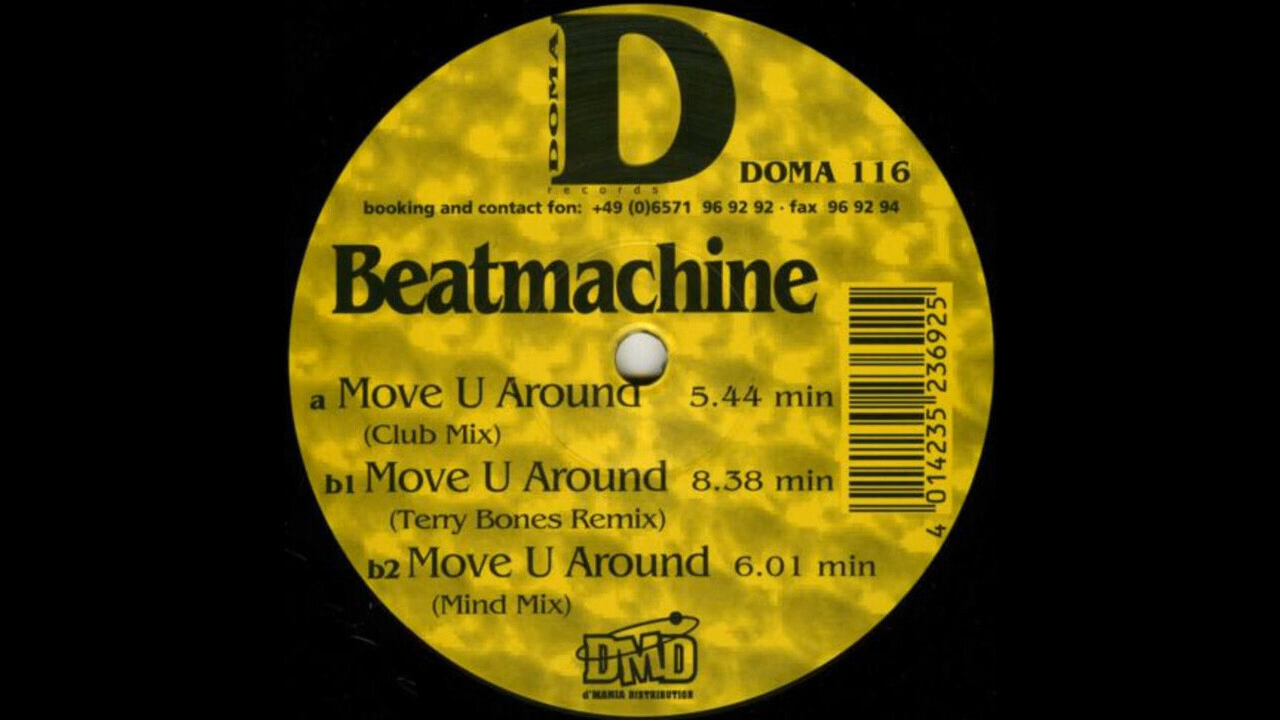 D
DOMA
records
DOMA 116
booking and contact fon: +49 (0)6571 96 92 92 · fax 96 92 94
Beatmachine
a Move U Around 5.44 min
(Club Mix)
b1 Move U Around 8.38 min
(Terry Bones Remix)
b2 Move U Around 6.01 min
(Mind Mix)
4 014235 236925
DMD
d'MANIA DISTRIBUTION